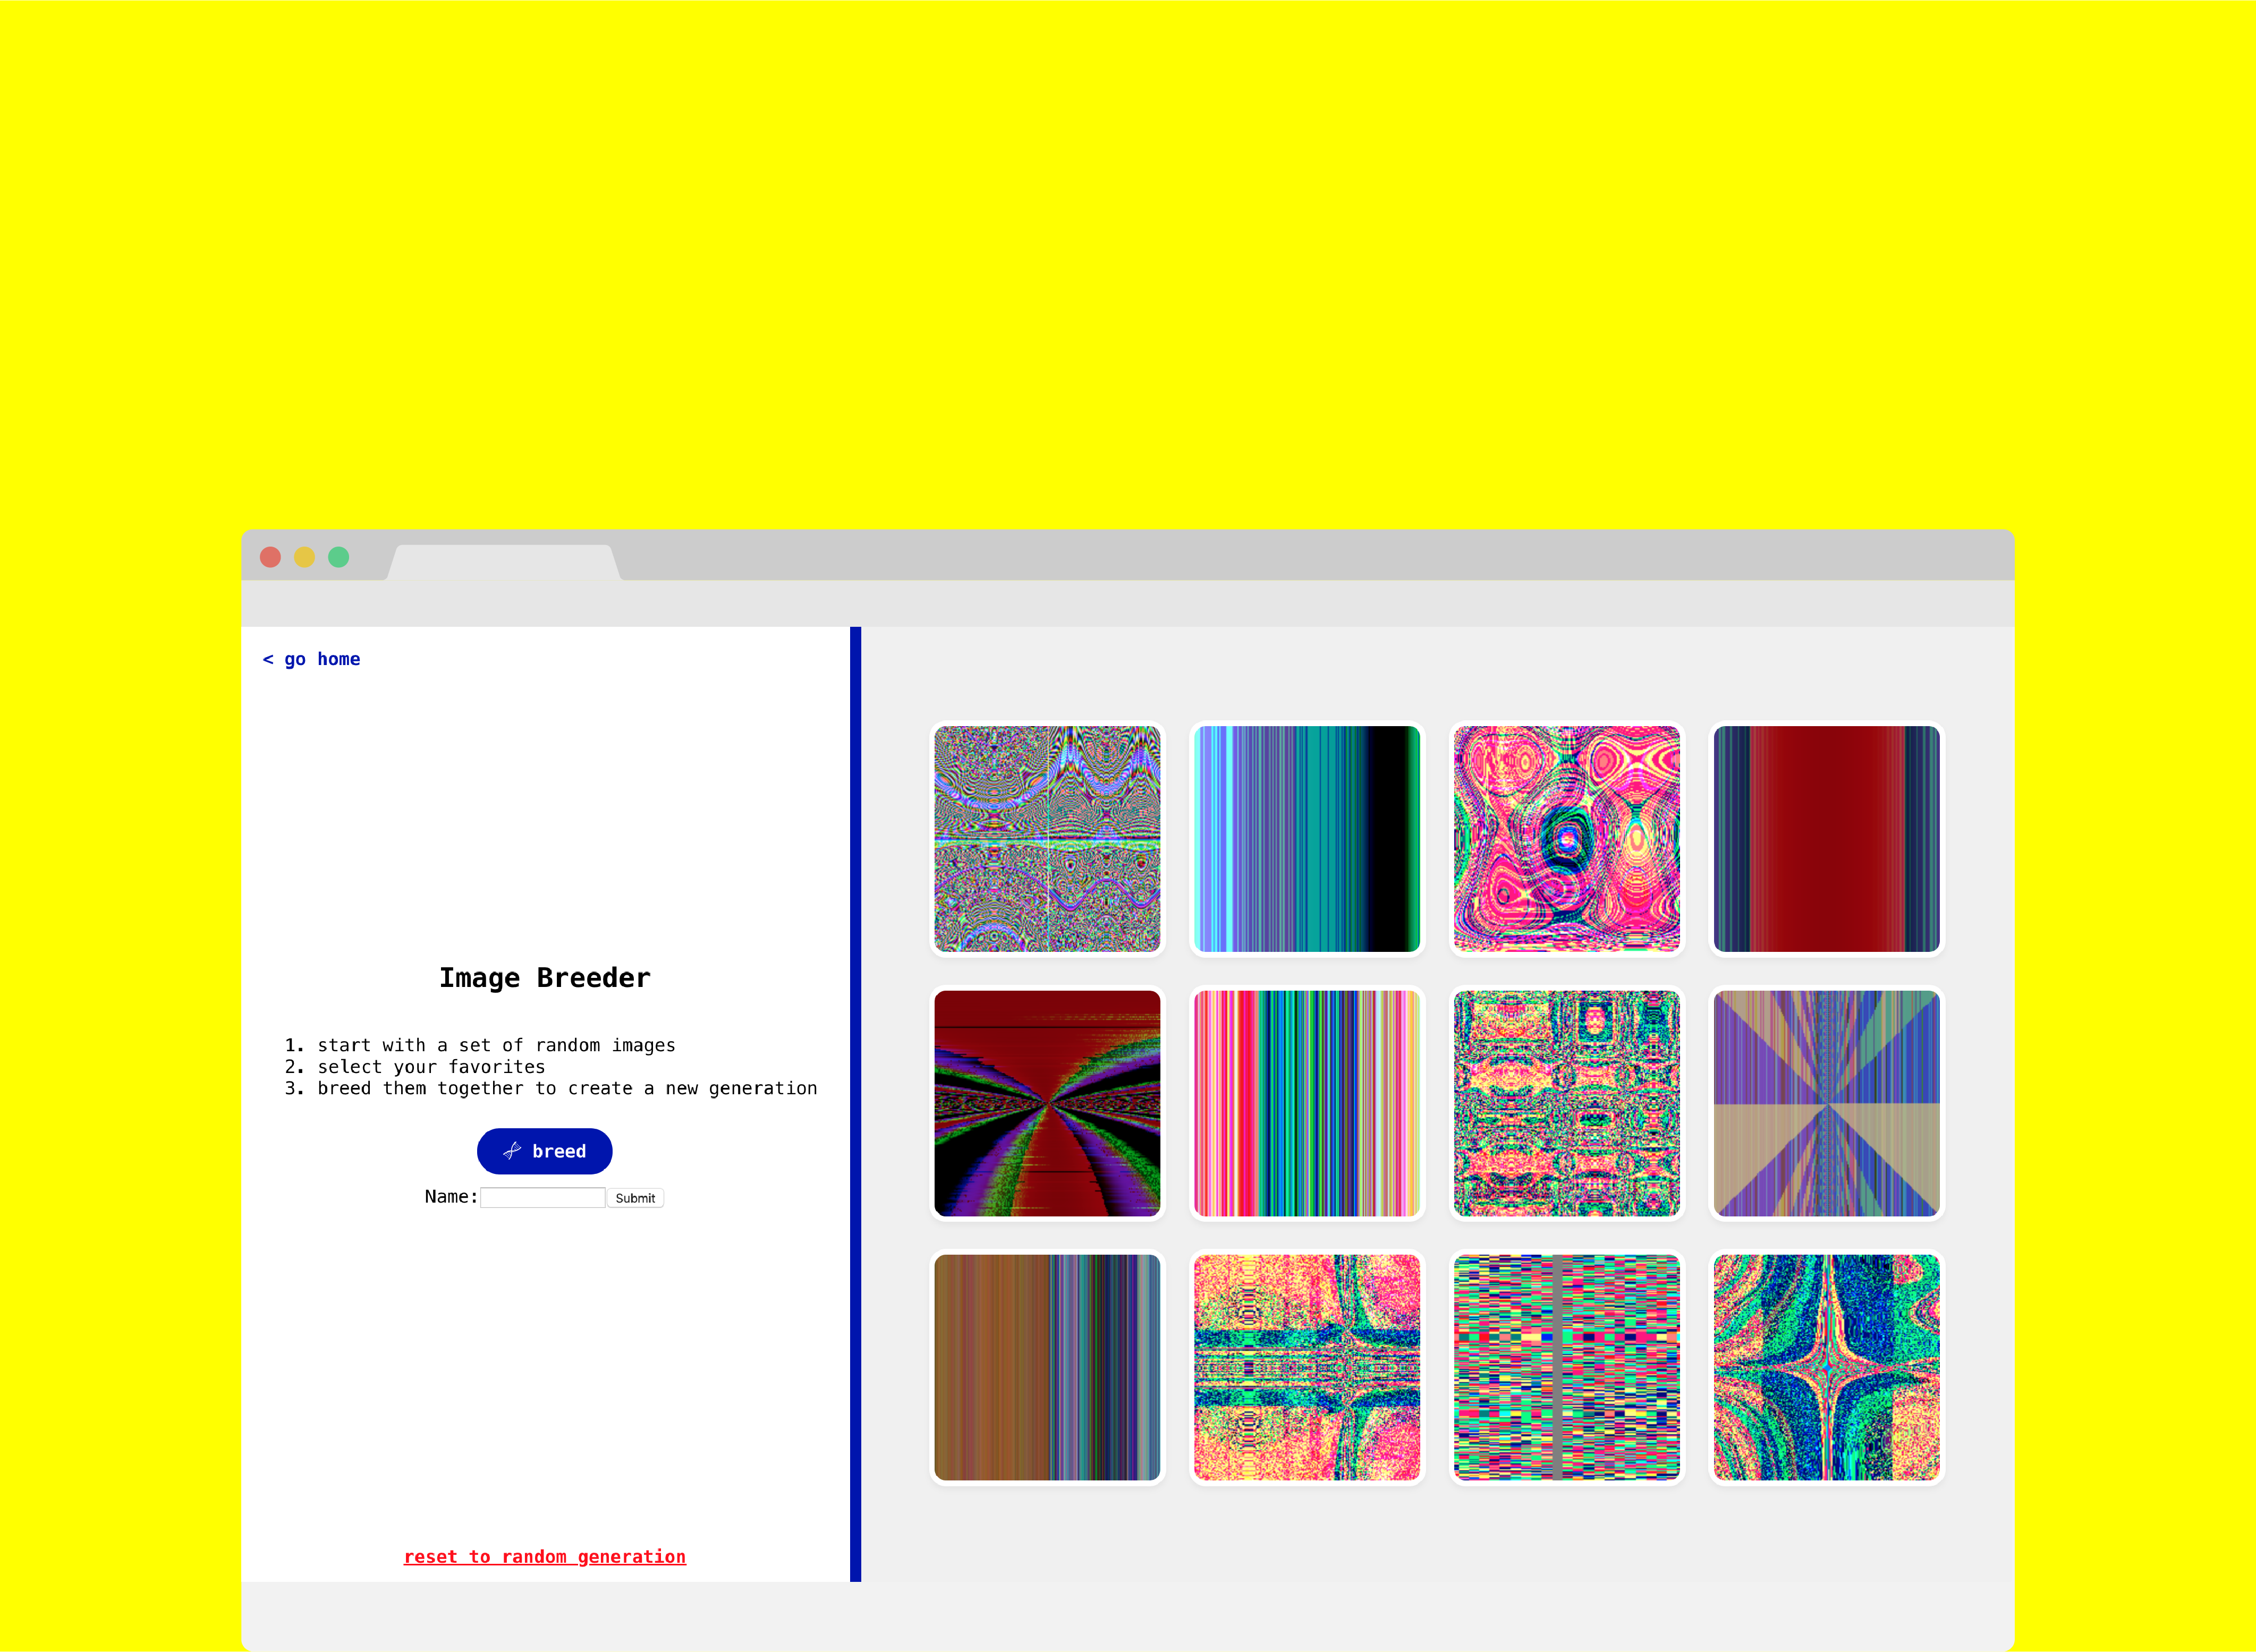 < go home
Image Breeder
1. start with a set of random images
2. select your favorites
3. breed them together to create a new generation
breed
Name:
Submit
reset to random generation